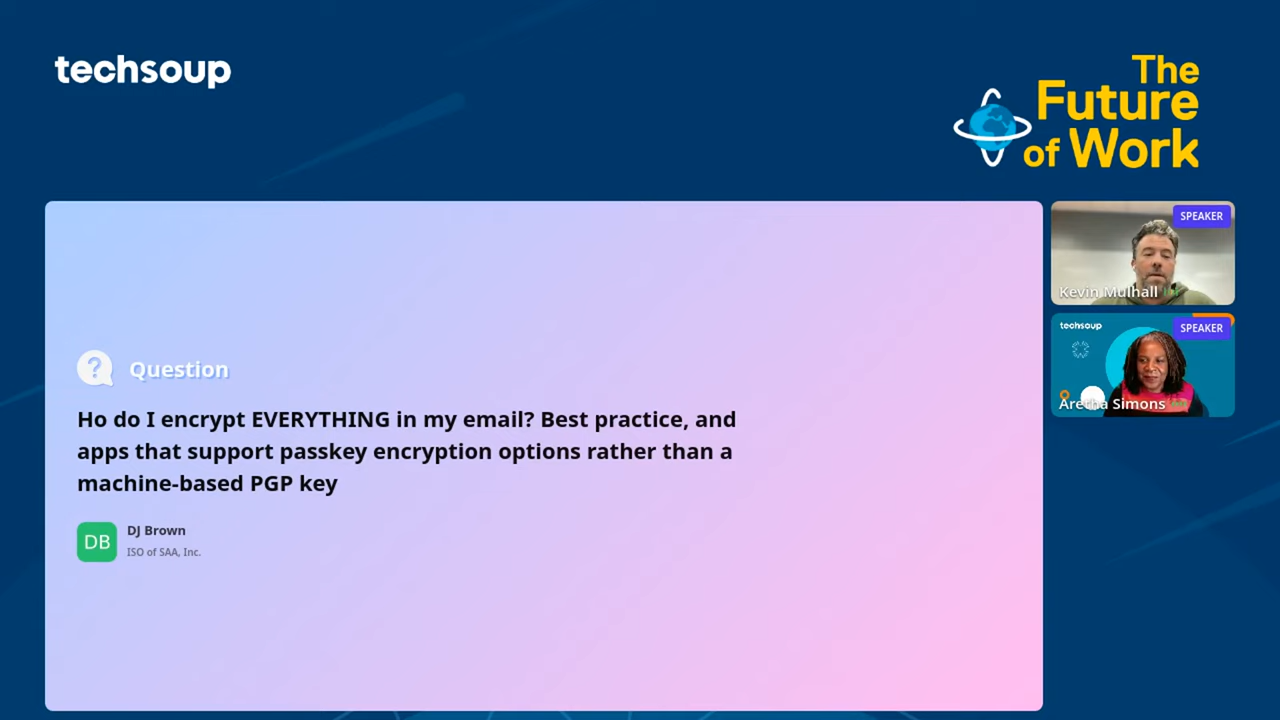 techsoup
The
Future
of Work
SPEAKER
Kevin Mulhall
techsoup
SPEAKER
Aretha Simons
Question
Ho do I encrypt EVERYTHING in my email? Best practice, and
apps that support passkey encryption options rather than a
machine-based PGP key
DB
DJ Brown
ISO of SAA, Inc.